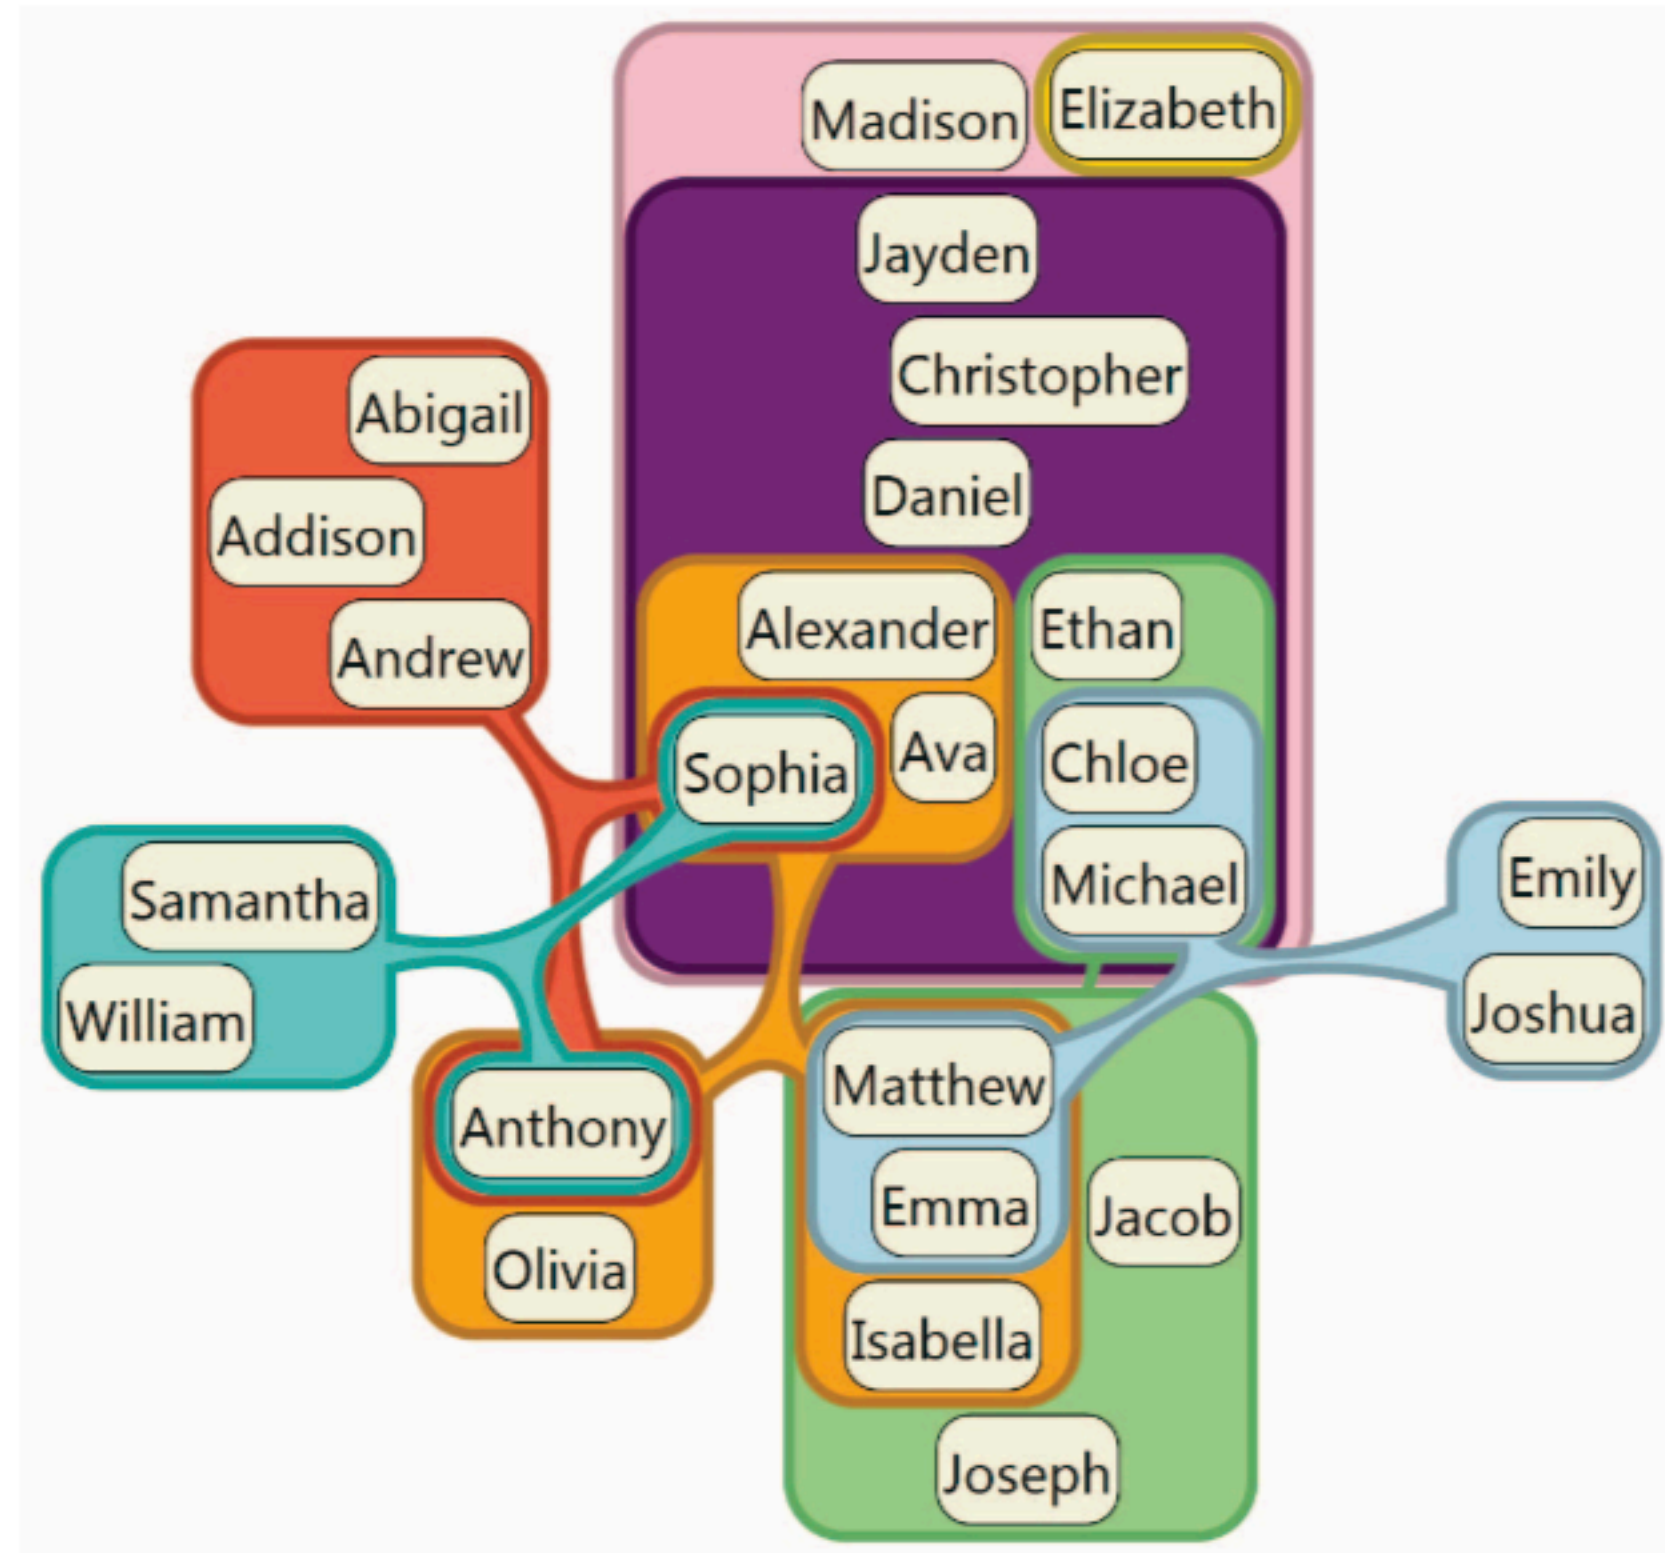 Madison
Elizabeth
Jayden
Christopher
Daniel
Abigail
Addison
Andrew
Alexander
Ethan
Sophia
Ava
Chloe
Michael
Samantha
William
Emily
Joshua
Anthony
Olivia
Matthew
Emma
Jacob
Isabella
Joseph